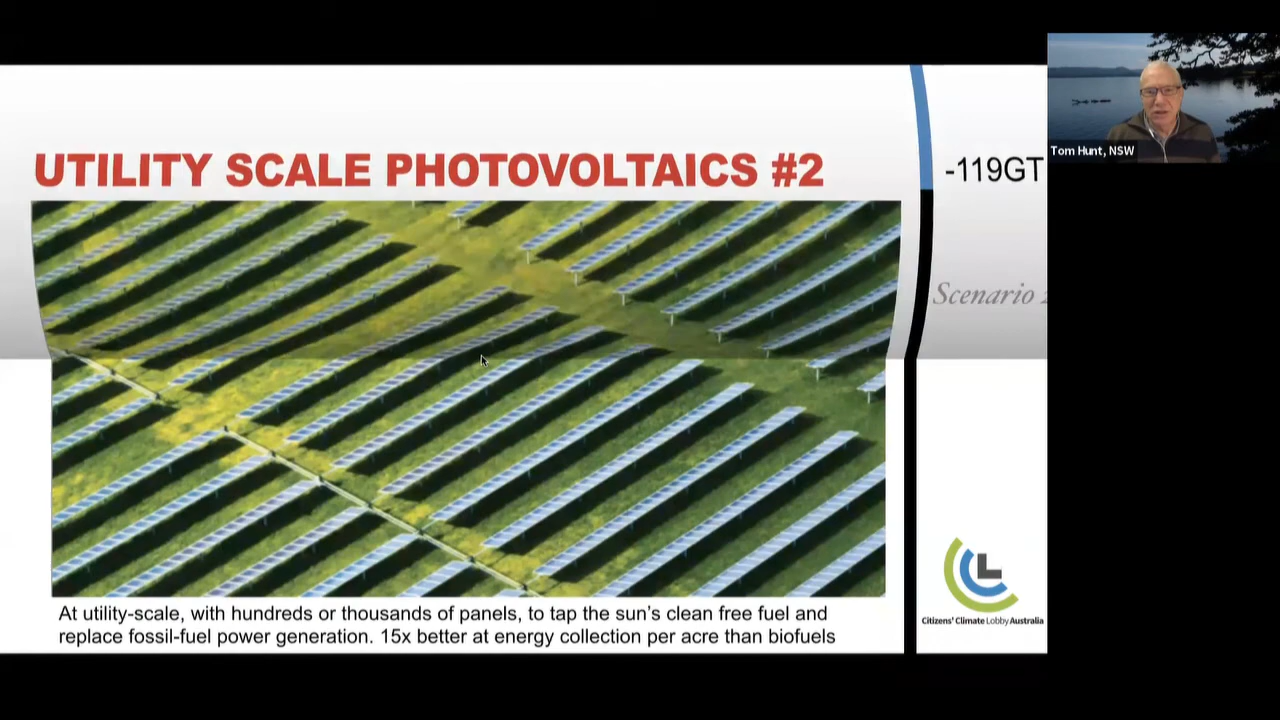 UTILITY SCALE PHOTOVOLTAICS #2
-119GT
Scenario
Tom Hunt, NSW
At utility-scale, with hundreds or thousands of panels, to tap the sun’s clean free fuel and
replace fossil-fuel power generation. 15x better at energy collection per acre than biofuels
Citizens' Climate Lobby Australia